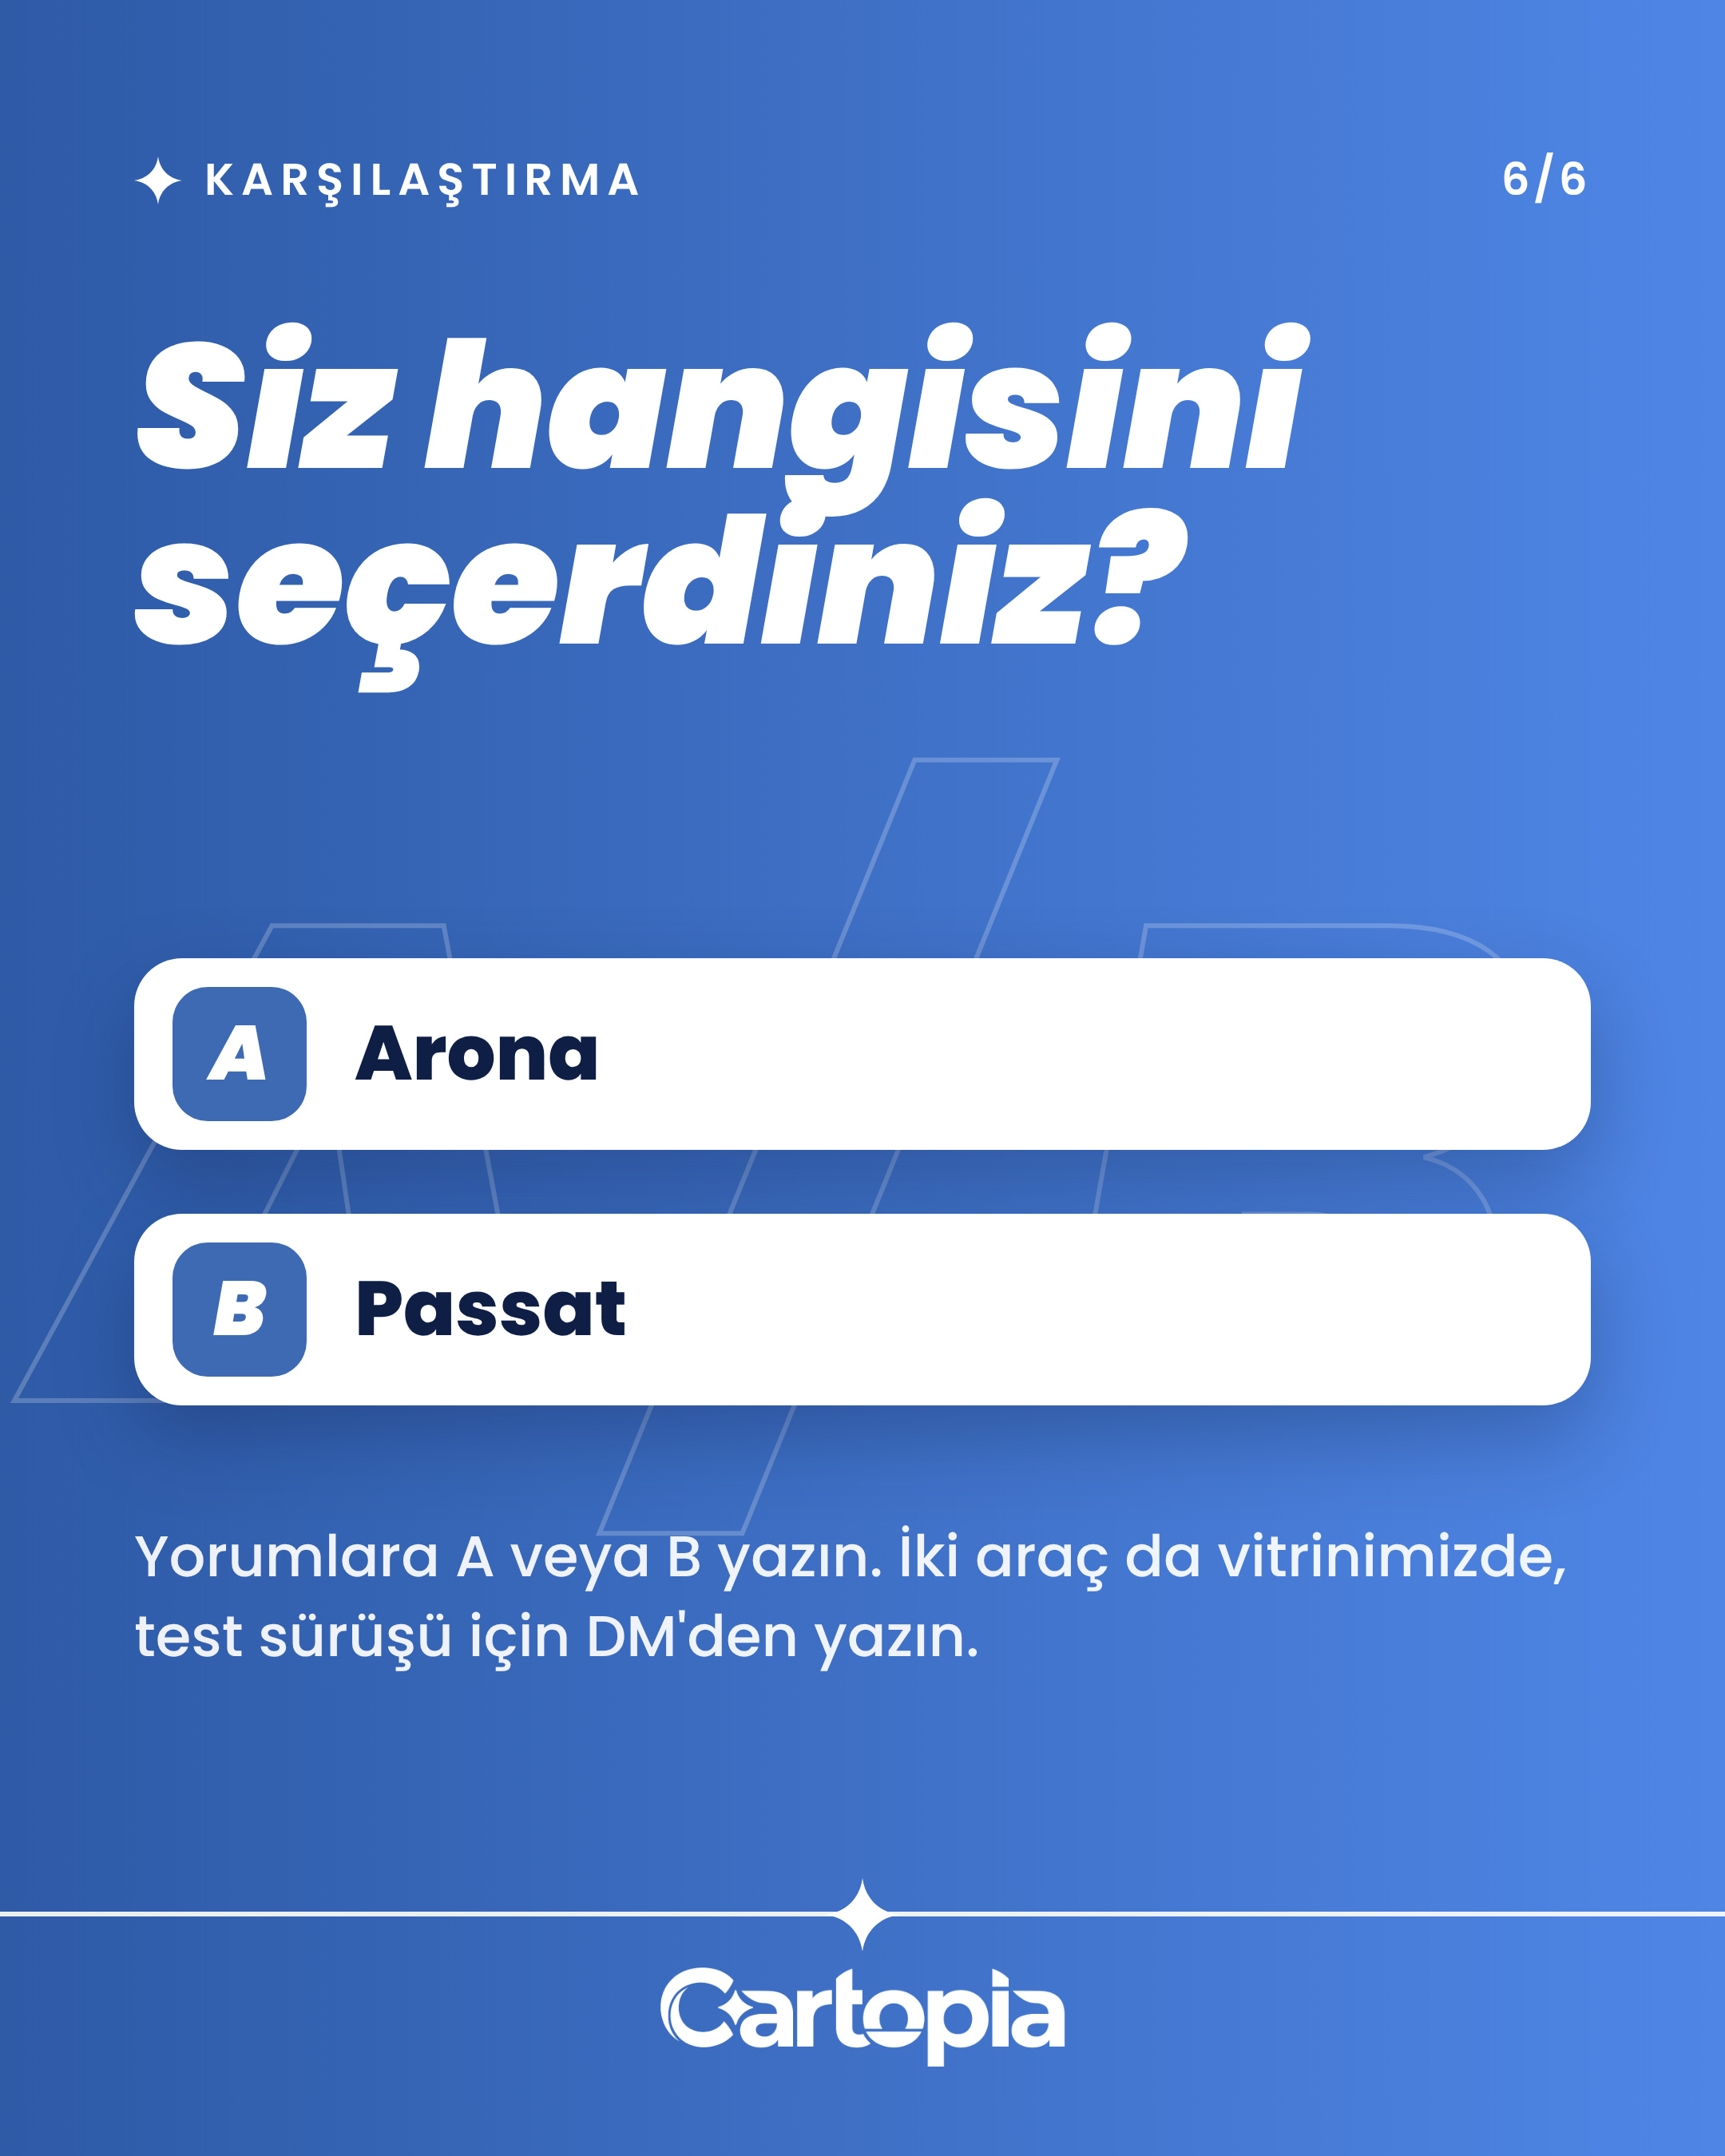 KARŞILAŞTIRMA
6/6
Siz hangisini
seçerdiniz?
A/B
A Arona
B Passat
Yorumlara A veya B yazın. İki araç da vitrinimizde,
test sürüşü için DM'den yazın.
Cartopia